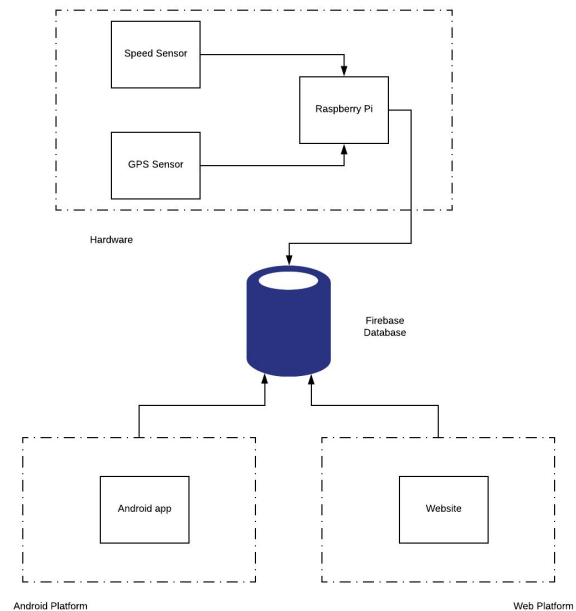 Speed Sensor
Raspberry Pi
GPS Sensor
Hardware
Firebase
Database
Android app
Website
Android Platform
Web Platform